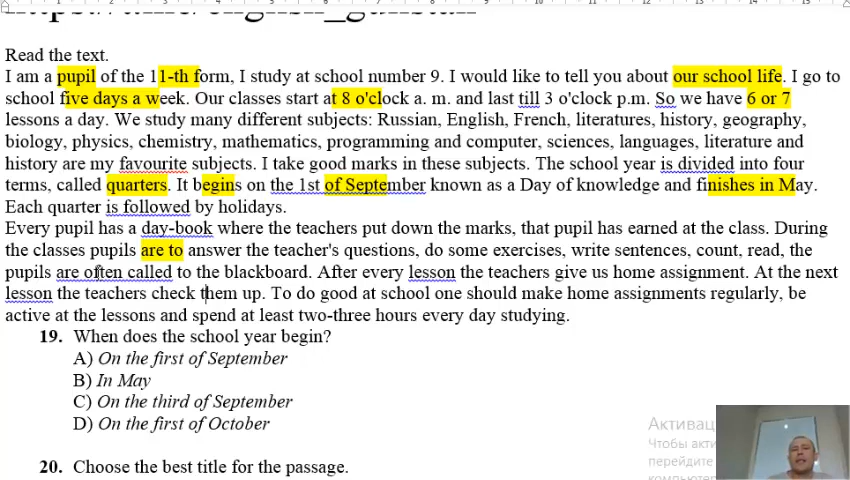 Read the text.
I am a pupil of the 11-th form, I study at school number 9. I would like to tell you about our school life. I go to
school five days a week. Our classes start at 8 o'clock a. m. and last till 3 o'clock p.m. So we have 6 or 7
lessons a day. We study many different subjects: Russian, English, French, literatures, history, geography,
biology, physics, chemistry, mathematics, programming and computer, sciences, languages, literature and
history are my favourite subjects. I take good marks in these subjects. The school year is divided into four
terms, called quarters. It begins on the 1st of September known as a Day of knowledge and finishes in May.
Each quarter is followed by holidays.
Every pupil has a day-book where the teachers put down the marks, that pupil has earned at the class. During
the classes pupils are to answer the teacher's questions, do some exercises, write sentences, count, read, the
pupils are often called to the blackboard. After every lesson the teachers give us home assignment. At the next
lesson the teachers check them up. To do good at school one should make home assignments regularly, be
active at the lessons and spend at least two-three hours every day studying.
19. When does the school year begin?
A) On the first of September
B) In May
C) On the third of September
D) On the first of October
Активац
Чтобы акти
перейдите
компьютер
20. Choose the best title for the passage.